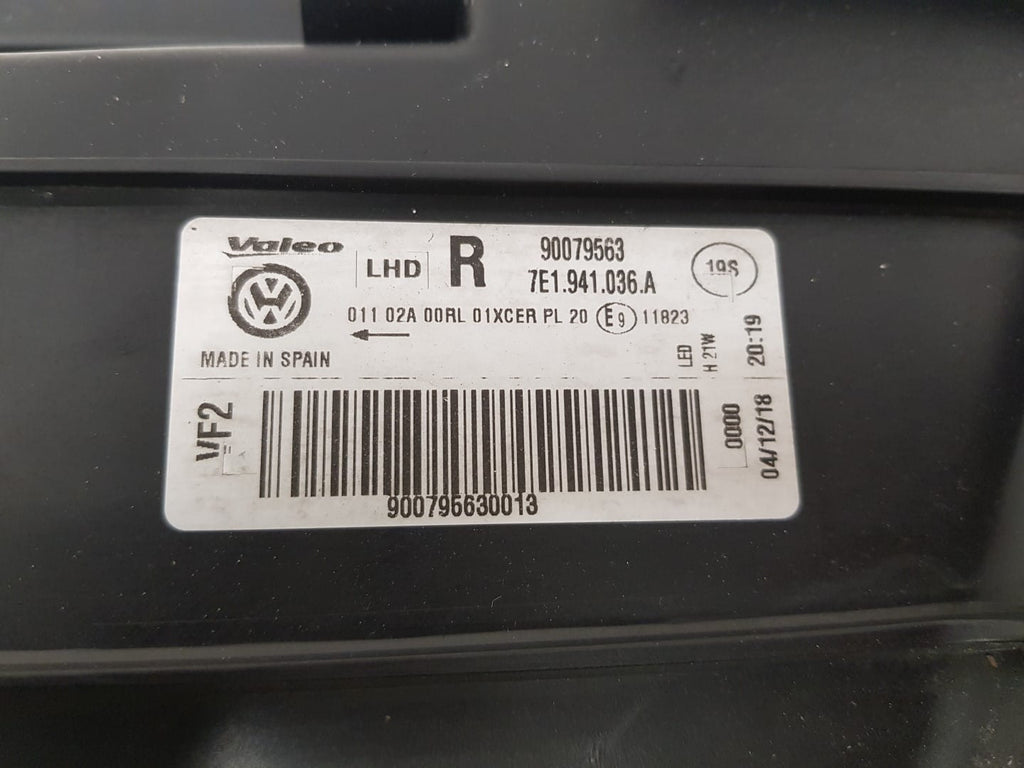 Valeo
LHD
R
90079563
7E1.941.036.A
19S
011 02A 00RL 01XCER PL 20 E9 11823
MADE IN SPAIN
LED
H 21W
20:19
VF2
0000
04/12/18
900795630013